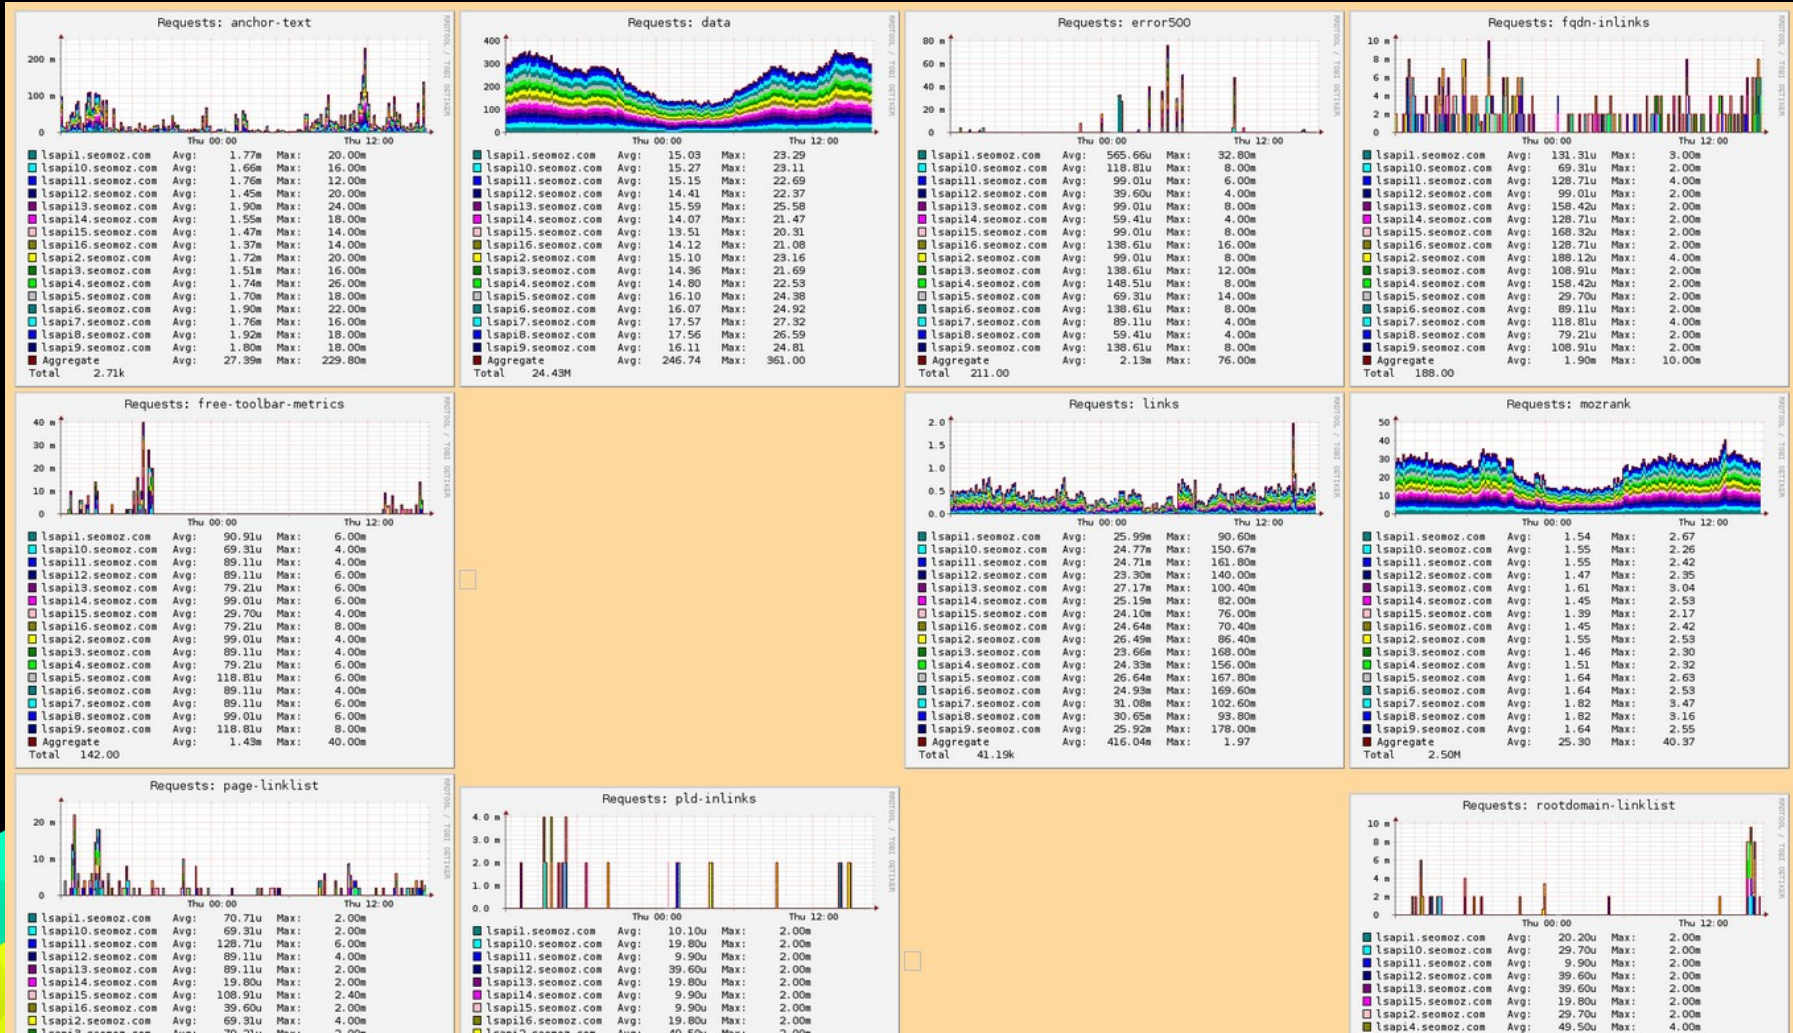 Requests: anchor-text
200 m
100 m
0
Thu 00:00 Thu 12:00
lsapi1.seomoz.com Avg: 1.77m Max: 20.00m
lsapi10.seomoz.com Avg: 1.66m Max: 16.00m
lsapi11.seomoz.com Avg: 1.76m Max: 12.00m
lsapi12.seomoz.com Avg: 1.45m Max: 20.00m
lsapi13.seomoz.com Avg: 1.90m Max: 24.00m
lsapi14.seomoz.com Avg: 1.55m Max: 18.00m
lsapi15.seomoz.com Avg: 1.47m Max: 14.00m
lsapi16.seomoz.com Avg: 1.37m Max: 14.00m
lsapi2.seomoz.com Avg: 1.72m Max: 20.00m
lsapi3.seomoz.com Avg: 1.51m Max: 16.00m
lsapi4.seomoz.com Avg: 1.74m Max: 26.00m
lsapi5.seomoz.com Avg: 1.70m Max: 18.00m
lsapi6.seomoz.com Avg: 1.90m Max: 22.00m
lsapi7.seomoz.com Avg: 1.76m Max: 16.00m
lsapi8.seomoz.com Avg: 1.92m Max: 18.00m
lsapi9.seomoz.com Avg: 1.80m Max: 18.00m
Aggregate Avg: 27.39m Max: 229.80m
Total 2.71k
RRDTOOL / TOBI OETIKER
Requests: data
400
300
200
100
0
Thu 00:00 Thu 12:00
lsapi1.seomoz.com Avg: 15.03 Max: 23.29
lsapi10.seomoz.com Avg: 15.27 Max: 23.11
lsapi11.seomoz.com Avg: 15.15 Max: 22.69
lsapi12.seomoz.com Avg: 14.41 Max: 22.37
lsapi13.seomoz.com Avg: 15.59 Max: 25.58
lsapi14.seomoz.com Avg: 14.07 Max: 21.47
lsapi15.seomoz.com Avg: 13.51 Max: 20.31
lsapi16.seomoz.com Avg: 14.12 Max: 21.08
lsapi2.seomoz.com Avg: 15.10 Max: 23.16
lsapi3.seomoz.com Avg: 14.36 Max: 21.69
lsapi4.seomoz.com Avg: 14.80 Max: 22.53
lsapi5.seomoz.com Avg: 16.10 Max: 24.38
lsapi6.seomoz.com Avg: 16.07 Max: 24.92
lsapi7.seomoz.com Avg: 17.57 Max: 27.32
lsapi8.seomoz.com Avg: 17.56 Max: 26.59
lsapi9.seomoz.com Avg: 16.11 Max: 24.81
Aggregate Avg: 246.74 Max: 361.00
Total 24.43M
RRDTOOL / TOBI OETIKER
Requests: error500
80 m
60 m
40 m
20 m
0
Thu 00:00 Thu 12:00
lsapi1.seomoz.com Avg: 565.66u Max: 32.80m
lsapi10.seomoz.com Avg: 118.81u Max: 8.00m
lsapi11.seomoz.com Avg: 99.01u Max: 6.00m
lsapi12.seomoz.com Avg: 39.60u Max: 4.00m
lsapi13.seomoz.com Avg: 99.01u Max: 8.00m
lsapi14.seomoz.com Avg: 59.41u Max: 4.00m
lsapi15.seomoz.com Avg: 99.01u Max: 8.00m
lsapi16.seomoz.com Avg: 138.61u Max: 16.00m
lsapi2.seomoz.com Avg: 99.01u Max: 8.00m
lsapi3.seomoz.com Avg: 138.61u Max: 12.00m
lsapi4.seomoz.com Avg: 148.51u Max: 8.00m
lsapi5.seomoz.com Avg: 69.31u Max: 14.00m
lsapi6.seomoz.com Avg: 138.61u Max: 8.00m
lsapi7.seomoz.com Avg: 89.11u Max: 4.00m
lsapi8.seomoz.com Avg: 59.41u Max: 4.00m
lsapi9.seomoz.com Avg: 138.61u Max: 8.00m
Aggregate Avg: 2.13m Max: 76.00m
Total 211.00
RRDTOOL / TOBI OETIKER
Requests: fqdn-inlinks
10 m
8 m
6 m
4 m
2 m
0
Thu 00:00 Thu 12:00
lsapi1.seomoz.com Avg: 131.31u Max: 3.00m
lsapi10.seomoz.com Avg: 69.31u Max: 2.00m
lsapi11.seomoz.com Avg: 128.71u Max: 4.00m
lsapi12.seomoz.com Avg: 99.01u Max: 2.00m
lsapi13.seomoz.com Avg: 158.42u Max: 2.00m
lsapi14.seomoz.com Avg: 128.71u Max: 2.00m
lsapi15.seomoz.com Avg: 168.32u Max: 2.00m
lsapi16.seomoz.com Avg: 128.71u Max: 2.00m
lsapi2.seomoz.com Avg: 188.12u Max: 4.00m
lsapi3.seomoz.com Avg: 108.91u Max: 2.00m
lsapi4.seomoz.com Avg: 158.42u Max: 2.00m
lsapi5.seomoz.com Avg: 29.70u Max: 2.00m
lsapi6.seomoz.com Avg: 89.11u Max: 2.00m
lsapi7.seomoz.com Avg: 118.81u Max: 4.00m
lsapi8.seomoz.com Avg: 79.21u Max: 2.00m
lsapi9.seomoz.com Avg: 108.91u Max: 2.00m
Aggregate Avg: 1.90m Max: 10.00m
Total 188.00
RRDTOOL / TOBI OETIKER
Requests: free-toolbar-metrics
40 m
30 m
20 m
10 m
0
Thu 00:00 Thu 12:00
lsapi1.seomoz.com Avg: 90.91u Max: 6.00m
lsapi10.seomoz.com Avg: 69.31u Max: 4.00m
lsapi11.seomoz.com Avg: 89.11u Max: 4.00m
lsapi12.seomoz.com Avg: 89.11u Max: 6.00m
lsapi13.seomoz.com Avg: 79.21u Max: 6.00m
lsapi14.seomoz.com Avg: 99.01u Max: 6.00m
lsapi15.seomoz.com Avg: 29.70u Max: 4.00m
lsapi16.seomoz.com Avg: 79.21u Max: 8.00m
lsapi2.seomoz.com Avg: 99.01u Max: 4.00m
lsapi3.seomoz.com Avg: 89.11u Max: 4.00m
lsapi4.seomoz.com Avg: 79.21u Max: 6.00m
lsapi5.seomoz.com Avg: 118.81u Max: 6.00m
lsapi6.seomoz.com Avg: 89.11u Max: 4.00m
lsapi7.seomoz.com Avg: 89.11u Max: 6.00m
lsapi8.seomoz.com Avg: 99.01u Max: 6.00m
lsapi9.seomoz.com Avg: 118.81u Max: 8.00m
Aggregate Avg: 1.43m Max: 40.00m
Total 142.00
RRDTOOL / TOBI OETIKER
Requests: links
2.0
1.5
1.0
0.5
0.0
Thu 00:00 Thu 12:00
lsapi1.seomoz.com Avg: 25.99m Max: 90.60m
lsapi10.seomoz.com Avg: 24.77m Max: 150.67m
lsapi11.seomoz.com Avg: 24.71m Max: 161.80m
lsapi12.seomoz.com Avg: 23.30m Max: 140.00m
lsapi13.seomoz.com Avg: 27.17m Max: 100.40m
lsapi14.seomoz.com Avg: 25.19m Max: 82.00m
lsapi15.seomoz.com Avg: 24.10m Max: 76.00m
lsapi16.seomoz.com Avg: 24.64m Max: 70.40m
lsapi2.seomoz.com Avg: 26.49m Max: 86.40m
lsapi3.seomoz.com Avg: 23.66m Max: 168.00m
lsapi4.seomoz.com Avg: 24.33m Max: 156.00m
lsapi5.seomoz.com Avg: 26.64m Max: 167.80m
lsapi6.seomoz.com Avg: 24.93m Max: 169.60m
lsapi7.seomoz.com Avg: 31.08m Max: 102.60m
lsapi8.seomoz.com Avg: 30.65m Max: 93.80m
lsapi9.seomoz.com Avg: 25.92m Max: 178.00m
Aggregate Avg: 416.04m Max: 1.97
Total 41.19k
RRDTOOL / TOBI OETIKER
Requests: mozrank
50
40
30
20
10
0
Thu 00:00 Thu 12:00
lsapi1.seomoz.com Avg: 1.54 Max: 2.67
lsapi10.seomoz.com Avg: 1.55 Max: 2.26
lsapi11.seomoz.com Avg: 1.55 Max: 2.42
lsapi12.seomoz.com Avg: 1.47 Max: 2.35
lsapi13.seomoz.com Avg: 1.61 Max: 3.04
lsapi14.seomoz.com Avg: 1.45 Max: 2.53
lsapi15.seomoz.com Avg: 1.39 Max: 2.17
lsapi16.seomoz.com Avg: 1.45 Max: 2.42
lsapi2.seomoz.com Avg: 1.55 Max: 2.53
lsapi3.seomoz.com Avg: 1.46 Max: 2.30
lsapi4.seomoz.com Avg: 1.51 Max: 2.32
lsapi5.seomoz.com Avg: 1.64 Max: 2.63
lsapi6.seomoz.com Avg: 1.64 Max: 2.53
lsapi7.seomoz.com Avg: 1.82 Max: 3.47
lsapi8.seomoz.com Avg: 1.82 Max: 3.16
lsapi9.seomoz.com Avg: 1.64 Max: 2.55
Aggregate Avg: 25.30 Max: 40.37
Total 2.50M
RRDTOOL / TOBI OETIKER
Requests: page-linklist
20 m
10 m
0
Thu 00:00 Thu 12:00
lsapi1.seomoz.com Avg: 70.71u Max: 2.00m
lsapi10.seomoz.com Avg: 69.31u Max: 2.00m
lsapi11.seomoz.com Avg: 128.71u Max: 6.00m
lsapi12.seomoz.com Avg: 89.11u Max: 4.00m
lsapi13.seomoz.com Avg: 89.11u Max: 2.00m
lsapi14.seomoz.com Avg: 19.80u Max: 2.00m
lsapi15.seomoz.com Avg: 108.91u Max: 2.40m
lsapi16.seomoz.com Avg: 39.60u Max: 2.00m
lsapi2.seomoz.com Avg: 69.31u Max: 4.00m
RRDTOOL / TOBI OETIKER
Requests: pld-inlinks
4.0 m
3.0 m
2.0 m
1.0 m
0.0
Thu 00:00 Thu 12:00
lsapi1.seomoz.com Avg: 10.10u Max: 2.00m
lsapi10.seomoz.com Avg: 19.80u Max: 2.00m
lsapi11.seomoz.com Avg: 9.90u Max: 2.00m
lsapi12.seomoz.com Avg: 39.60u Max: 2.00m
lsapi13.seomoz.com Avg: 19.80u Max: 2.00m
lsapi14.seomoz.com Avg: 9.90u Max: 2.00m
lsapi15.seomoz.com Avg: 9.90u Max: 2.00m
lsapi16.seomoz.com Avg: 19.80u Max: 2.00m
RRDTOOL / TOBI OETIKER
Requests: rootdomain-linklist
10 m
8 m
6 m
4 m
2 m
0
Thu 00:00 Thu 12:00
lsapi1.seomoz.com Avg: 20.20u Max: 2.00m
lsapi10.seomoz.com Avg: 29.70u Max: 2.00m
lsapi11.seomoz.com Avg: 9.90u Max: 2.00m
lsapi12.seomoz.com Avg: 39.60u Max: 2.00m
lsapi13.seomoz.com Avg: 39.60u Max: 2.00m
lsapi15.seomoz.com Avg: 19.80u Max: 2.00m
lsapi2.seomoz.com Avg: 29.70u Max: 2.00m
lsapi4.seomoz.com Avg: 49.50u Max: 4.00m
RRDTOOL / TOBI OETIKER